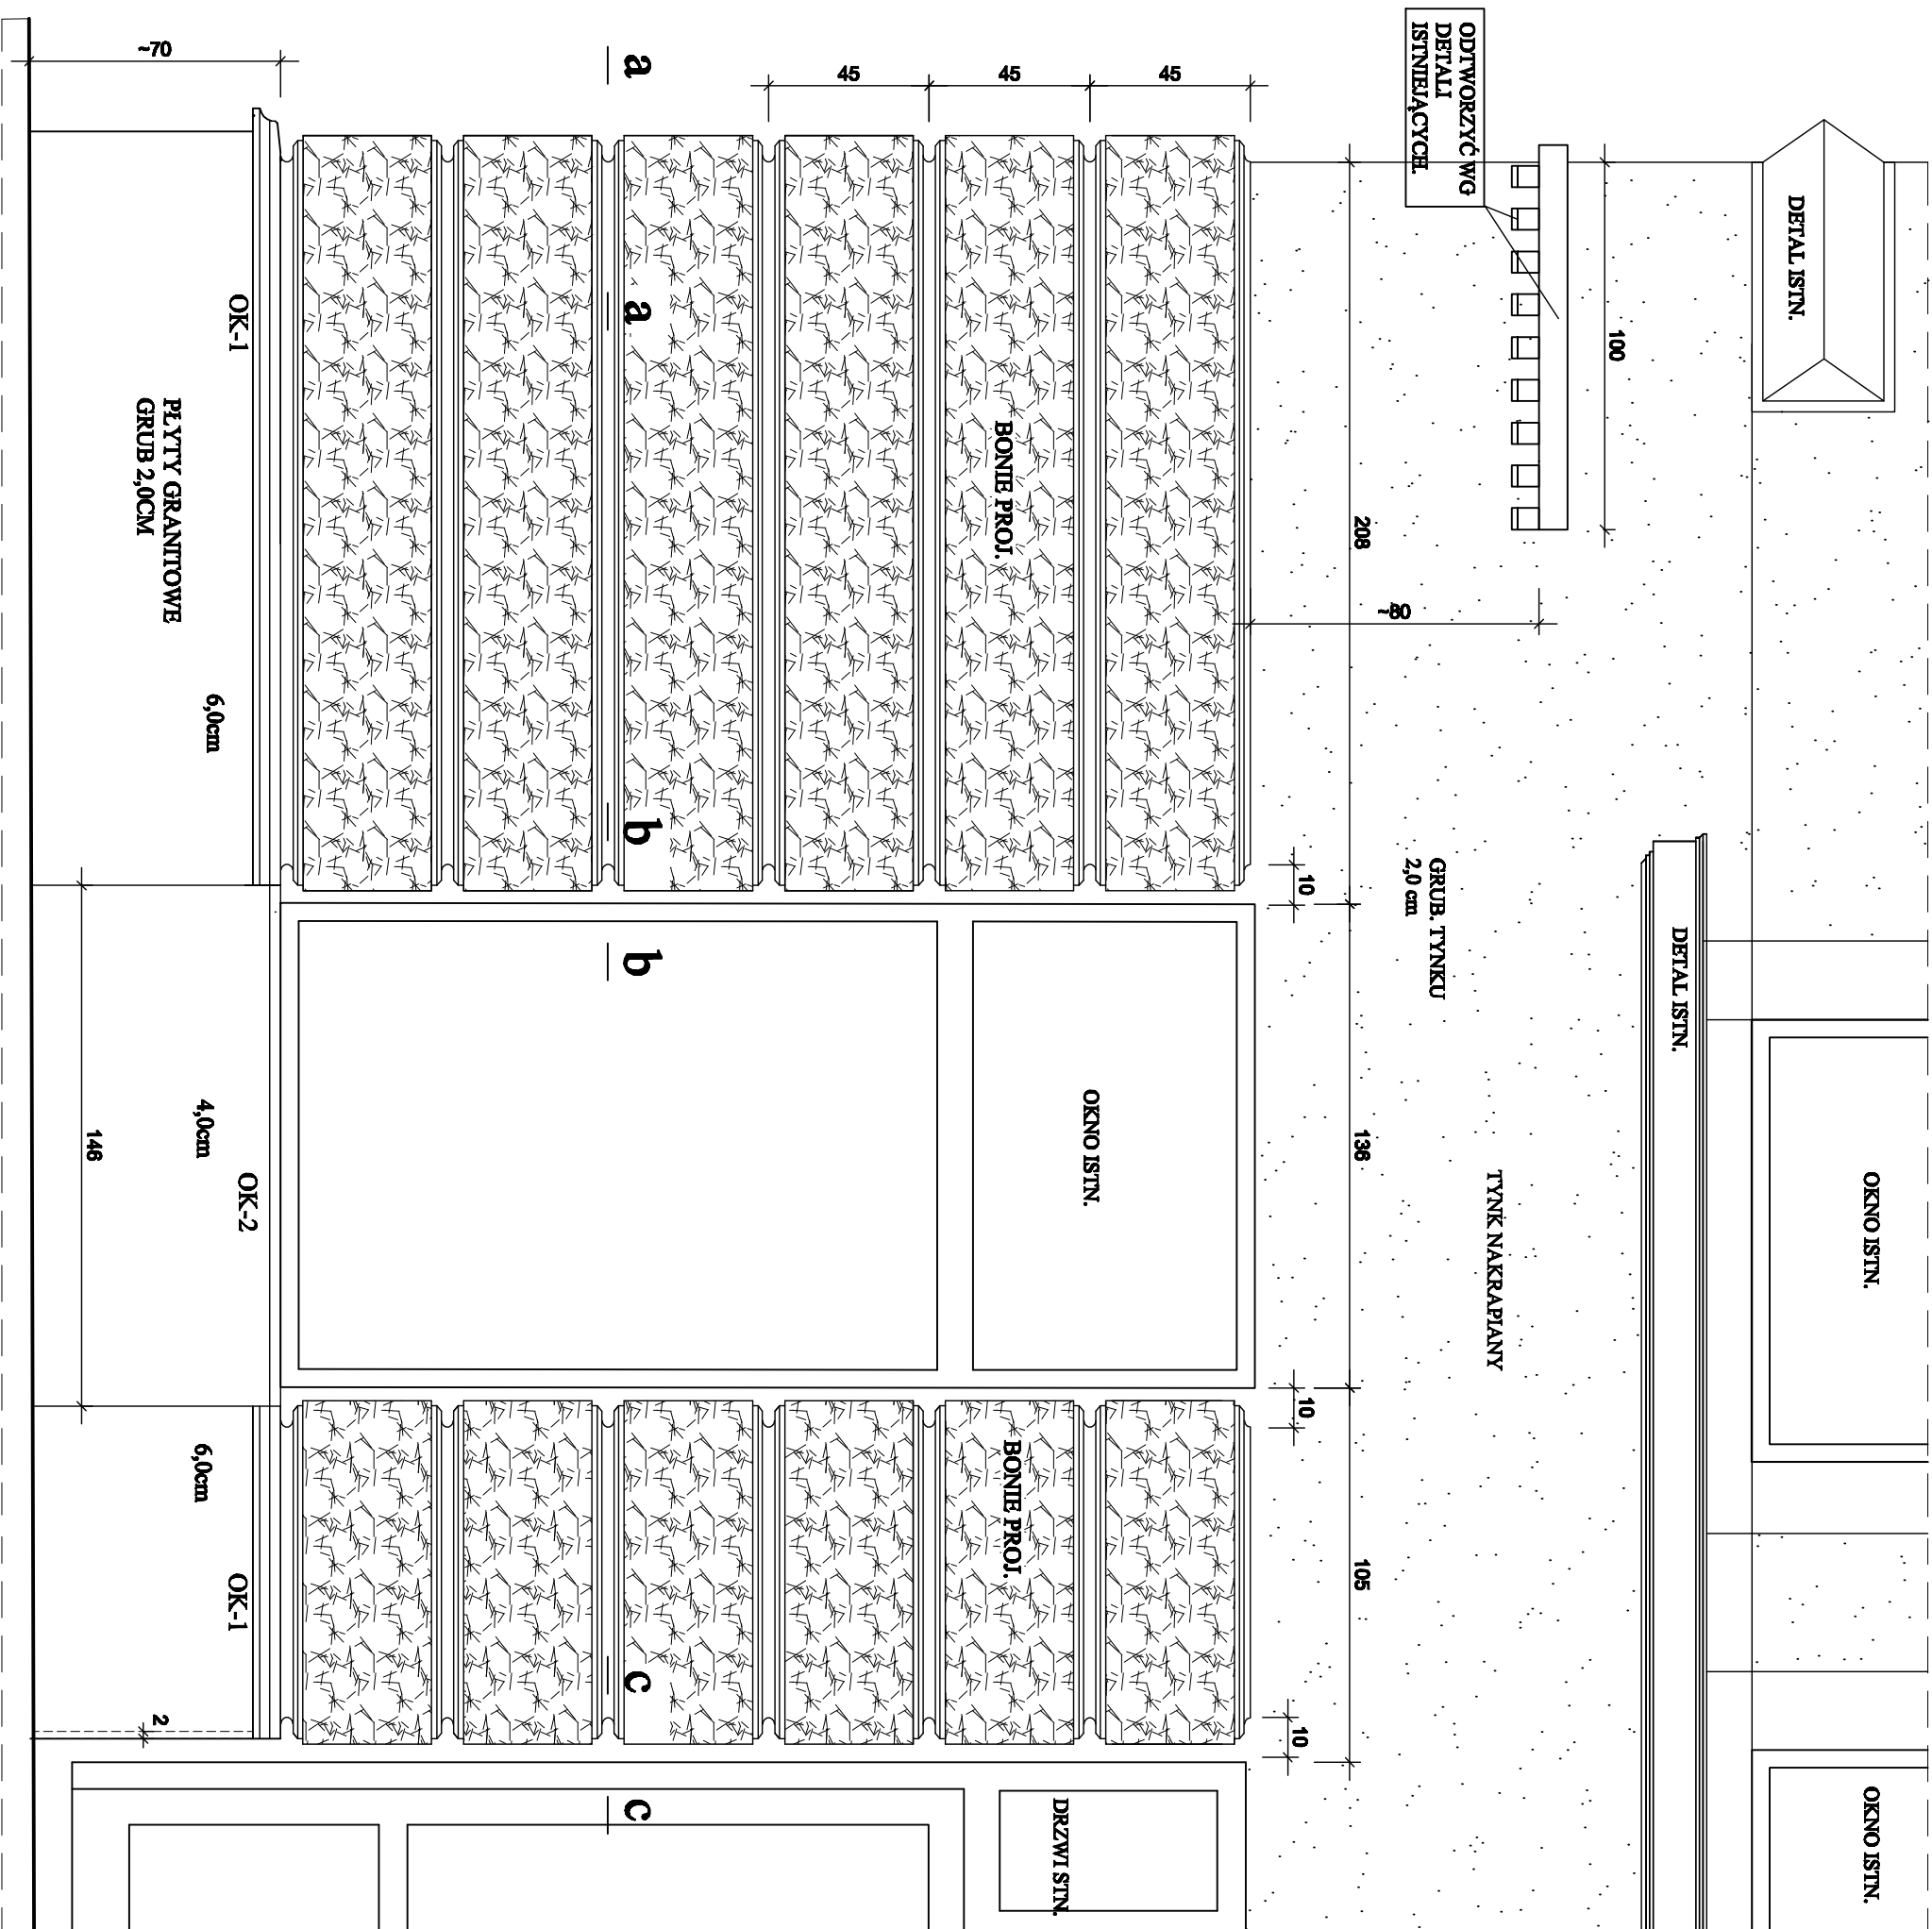 DETAL ISTN.
OKNO ISTN.
OKNO ISTN.
DETAL ISTN.
100
ODTWORZYĆ WG
DETALI
ISTNIEJĄCYCH.
TYNK NAKRAPIANY
GRUB. TYNKU
2,0 cm
~80
208
136
105
10
10
10
45
45
45
BONIE PROJ.
OKNO ISTN.
BONIE PROJ.
DRZWI STN.
a
a
b
b
c
c
~70
OK-1
OK-2
OK-1
6,0cm
4,0cm
6,0cm
PŁYTY GRANITOWE
GRUB 2,0CM
2
146